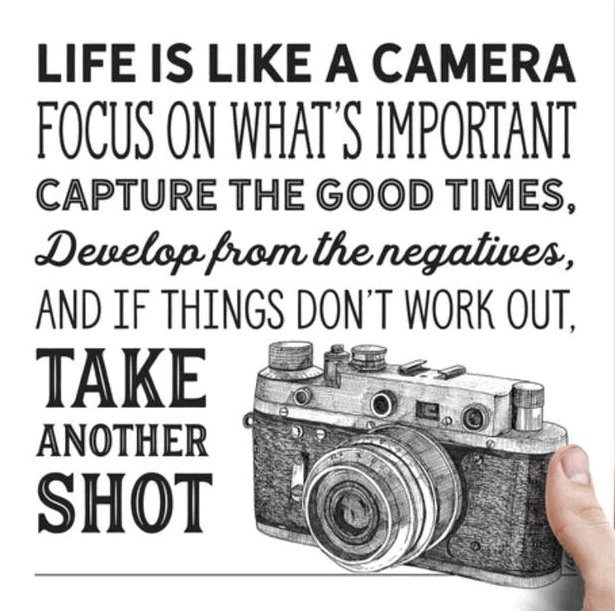 LIFE IS LIKE A CAMERA
FOCUS ON WHAT'S IMPORTANT
CAPTURE THE GOOD TIMES,
Develop from the negatives,
AND IF THINGS DON'T WORK OUT,
TAKE
ANOTHER
SHOT